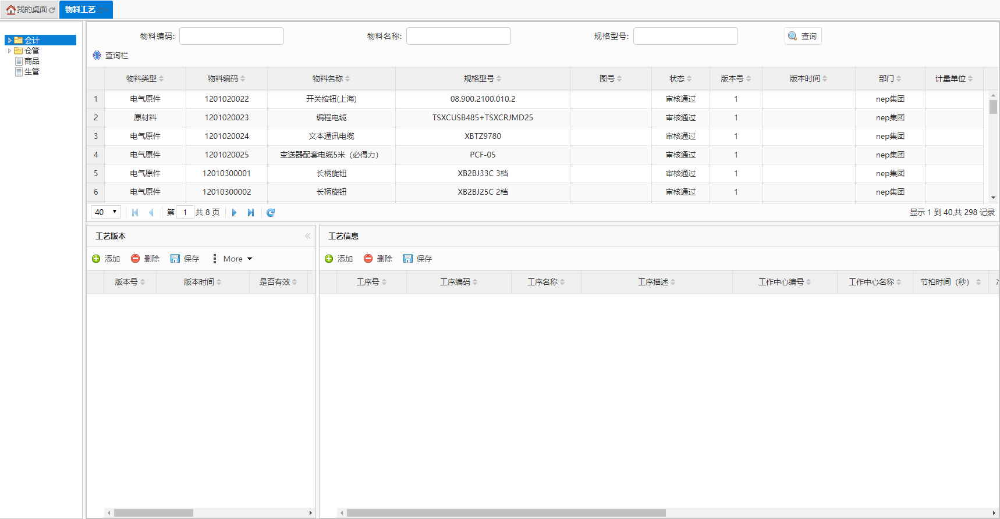 我的桌面 物料工艺
会计
仓管
商品
生管
物料编码: 物料名称: 规格型号: 查询
查询栏
物料类型 物料编码 物料名称 规格型号 图号 状态 版本号 版本时间 部门 计量单位
1 电气原件 1201020022 开关按钮(上海) 08.900.2100.010.2 审核通过 1 nep集团
2 原材料 1201020023 编程电缆 TSXCUSB485+TSXCRJMD25 审核通过 1 nep集团
3 电气原件 1201020024 文本通讯电缆 XBTZ9780 审核通过 1 nep集团
4 电气原件 1201020025 变送器配套电缆5米（必得力） PCF-05 审核通过 1 nep集团
5 电气原件 12010300001 长柄旋钮 XB2BJ33C 3档 审核通过 1 nep集团
6 电气原件 12010300002 长柄旋钮 XB2BJ25C 2档 审核通过 1 nep集团
40 第 1 共 8 页 显示 1 到 40,共 298 记录
工艺版本
添加 删除 保存 More
版本号 版本时间 是否有效
工艺信息
添加 删除 保存
工序号 工序编码 工序名称 工序描述 工作中心编号 工作中心名称 节拍时间（秒）